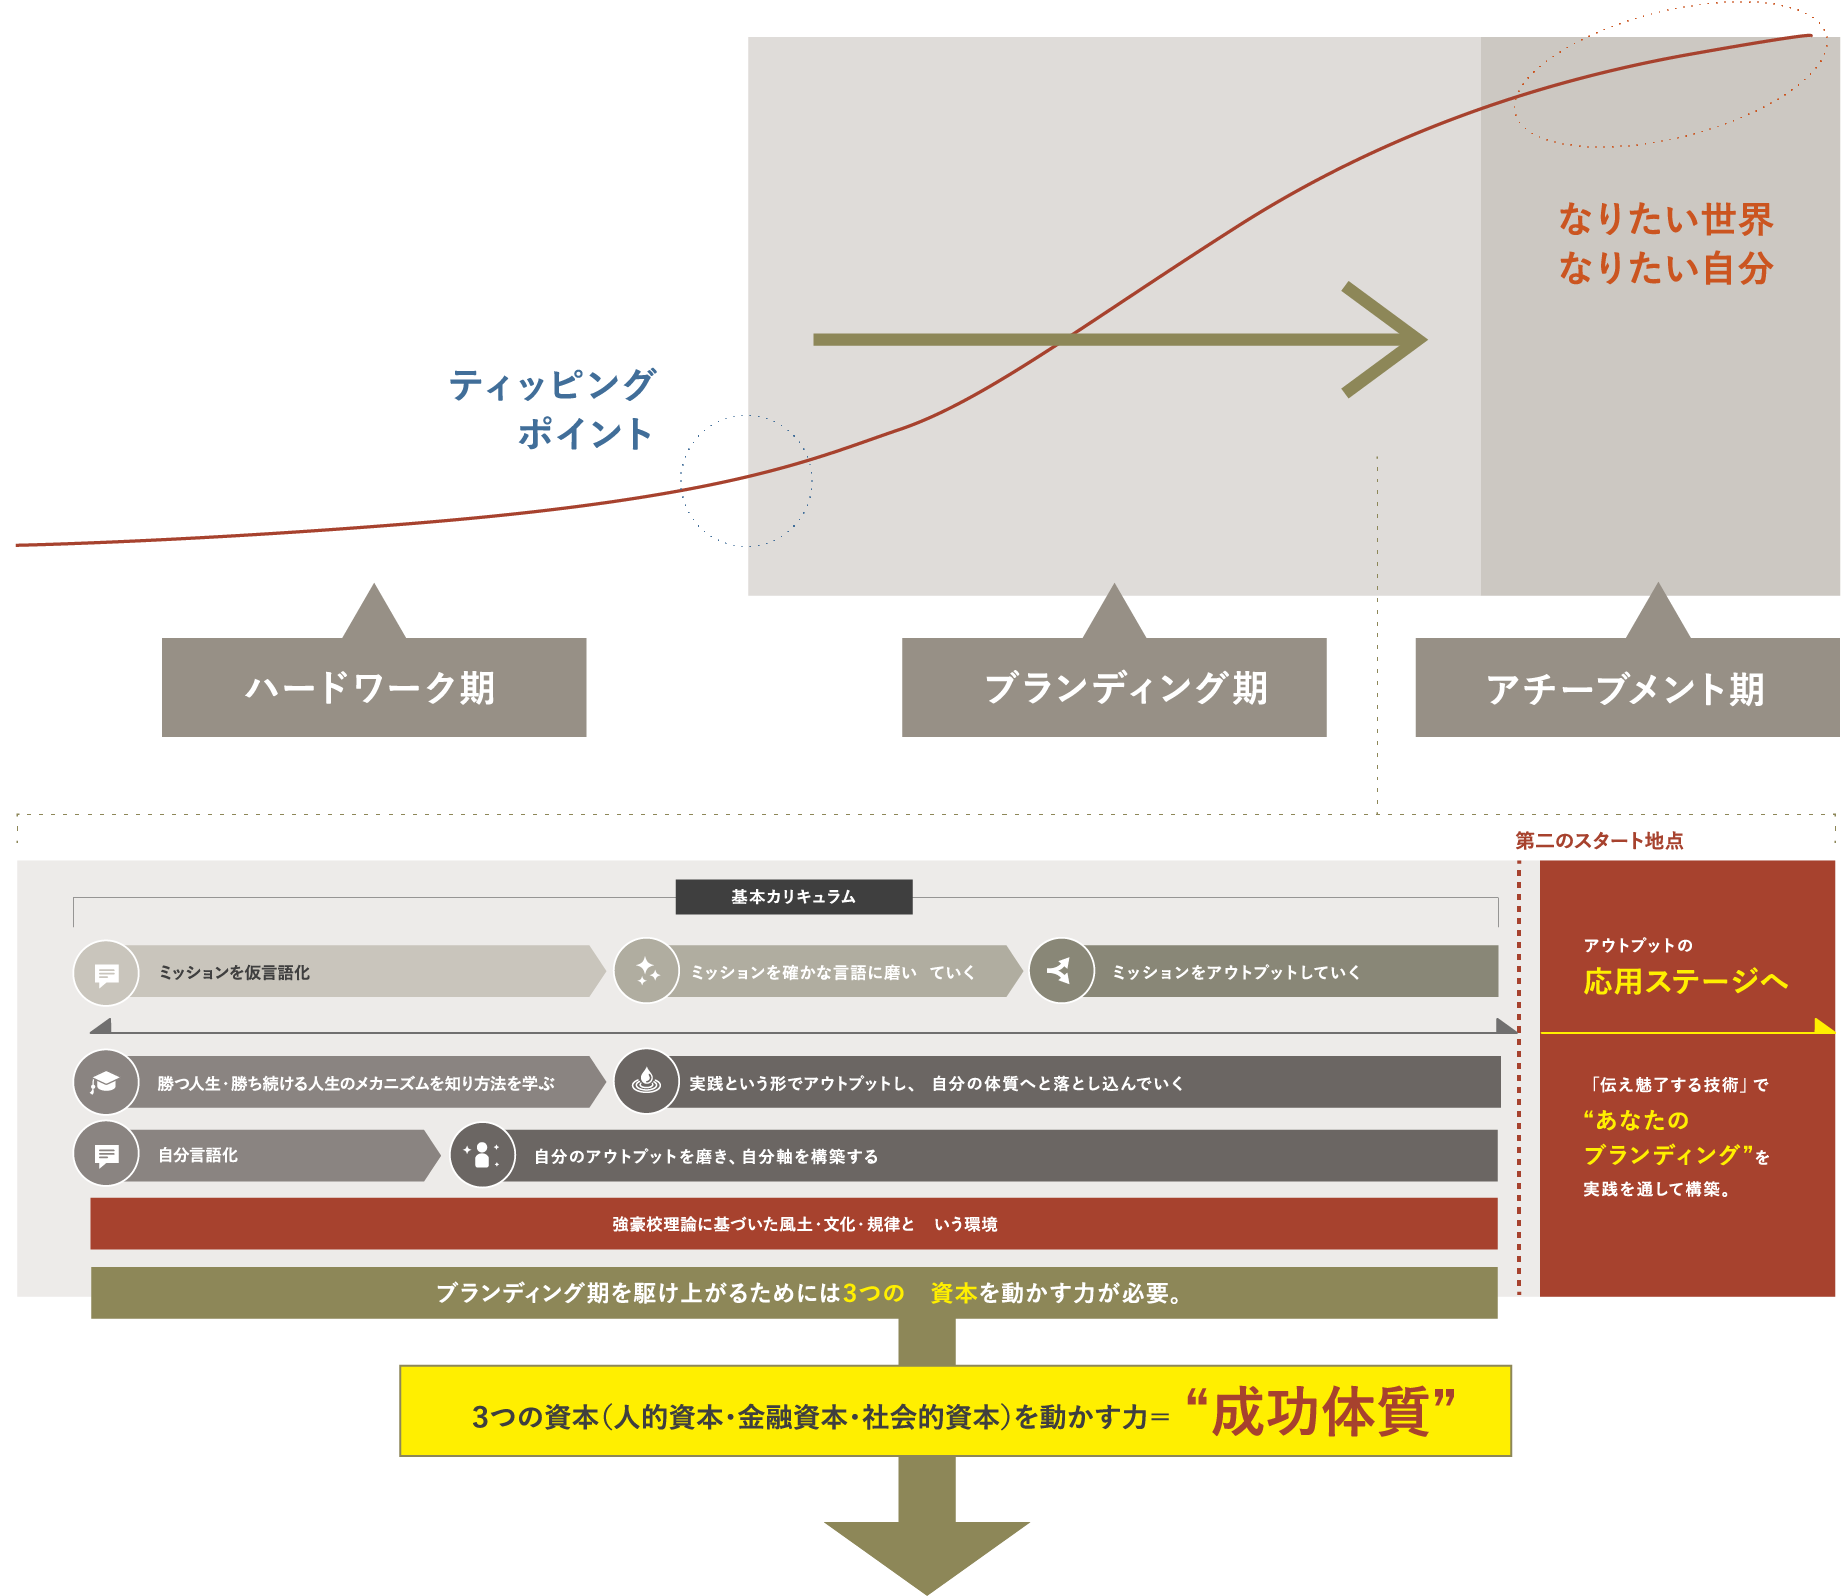 なりたい世界
なりたい自分
ティッピング
ポイント
ハードワーク期
ブランディング期
アチーブメント期
第二のスタート地点
基本カリキュラム
ミッションを仮言語化
ミッションを確かな言語に磨い ていく
ミッションをアウトプットしていく
勝つ人生・勝ち続ける人生のメカニズムを知り方法を学ぶ
実践という形でアウトプットし、 自分の体質へと落とし込んでいく
自分言語化
自分のアウトプットを磨き、自分軸を構築する
強豪校理論に基づいた風土・文化・規律と いう環境
アウトプットの
応用ステージへ
「伝え魅了する技術」で
“あなたの
ブランディング”を
実践を通して構築。
ブランディング期を駆け上がるためには3つの 資本を動かす力が必要。
3つの資本(人的資本・金融資本・社会的資本)を動かす力= “成功体質”